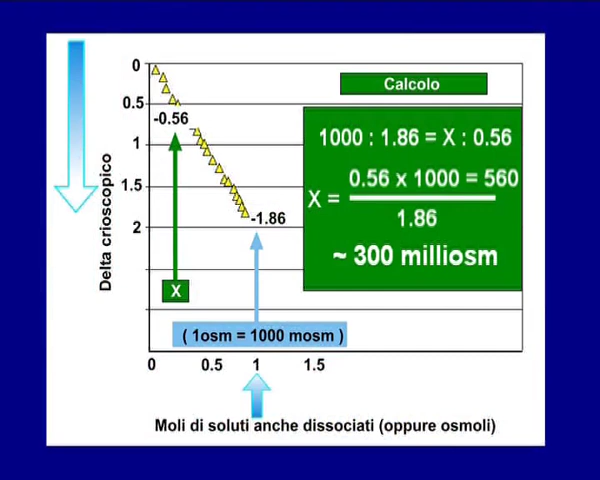 0
0.5
-0.56
1
1.5
2
-1.86
Delta crioscopico
Calcolo
1000 : 1.86 = X : 0.56
X = 0.56 x 1000 = 560
1.86
~ 300 milliosm
X
( 1osm = 1000 mosm )
0 0.5 1 1.5
Moli di soluti anche dissociati (oppure osmoli)